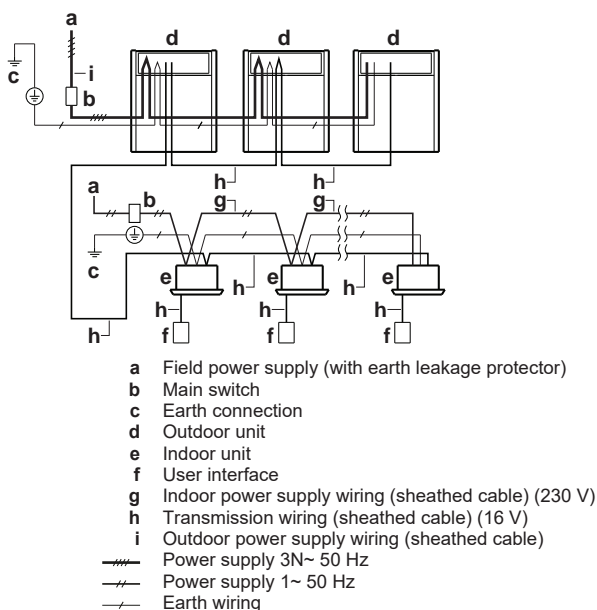 a
d d d
c
i
b
h h
a
b g g
c
e e e
h h
h h h
h f f f
a Field power supply (with earth leakage protector)
b Main switch
c Earth connection
d Outdoor unit
e Indoor unit
f User interface
g Indoor power supply wiring (sheathed cable) (230 V)
h Transmission wiring (sheathed cable) (16 V)
i Outdoor power supply wiring (sheathed cable)
Power supply 3N~ 50 Hz
Power supply 1~ 50 Hz
Earth wiring